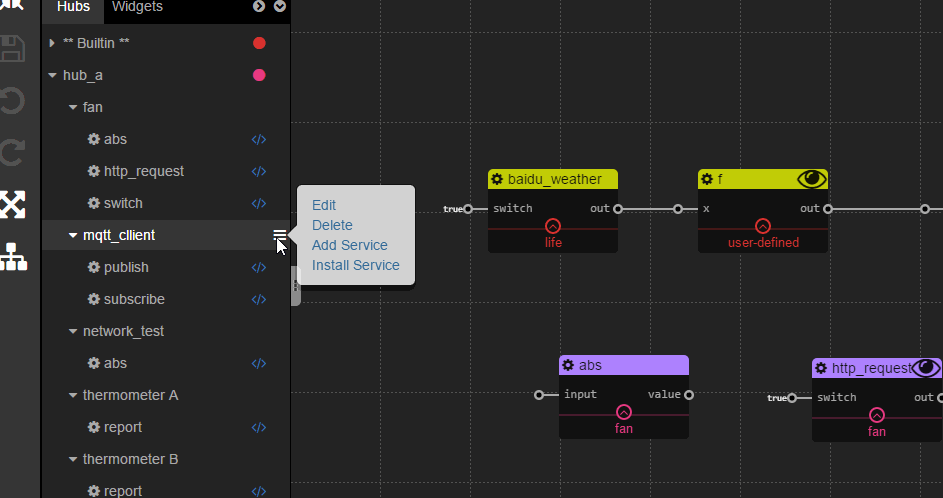 Hubs Widgets
** Builtin **
hub_a
fan
abs </>
http_request </>
switch </>
mqtt_cllient
publish </>
subscribe </>
network_test
abs </>
thermometer A
report </>
thermometer B
report </>
Edit
Delete
Add Service
Install Service
baidu_weather
true switch out
life
f
x out
user-defined
abs
input value
fan
http_request
true switch out
fan